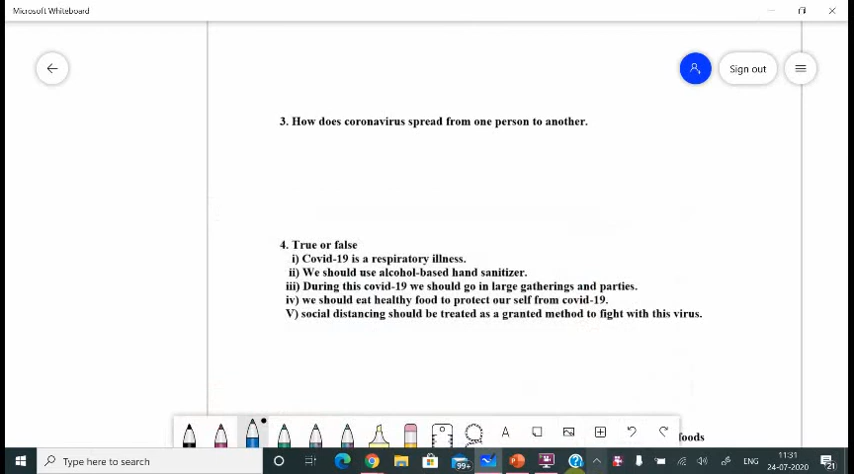 Microsoft Whiteboard
Sign out
3. How does coronavirus spread from one person to another.
4. True or false
i) Covid-19 is a respiratory illness.
ii) We should use alcohol-based hand sanitizer.
iii) During this covid-19 we should go in large gatherings and parties.
iv) we should eat healthy food to protect our self from covid-19.
V) social distancing should be treated as a granted method to fight with this virus.
foods
Type here to search
99+
ENG
11:31
24-07-2020
21